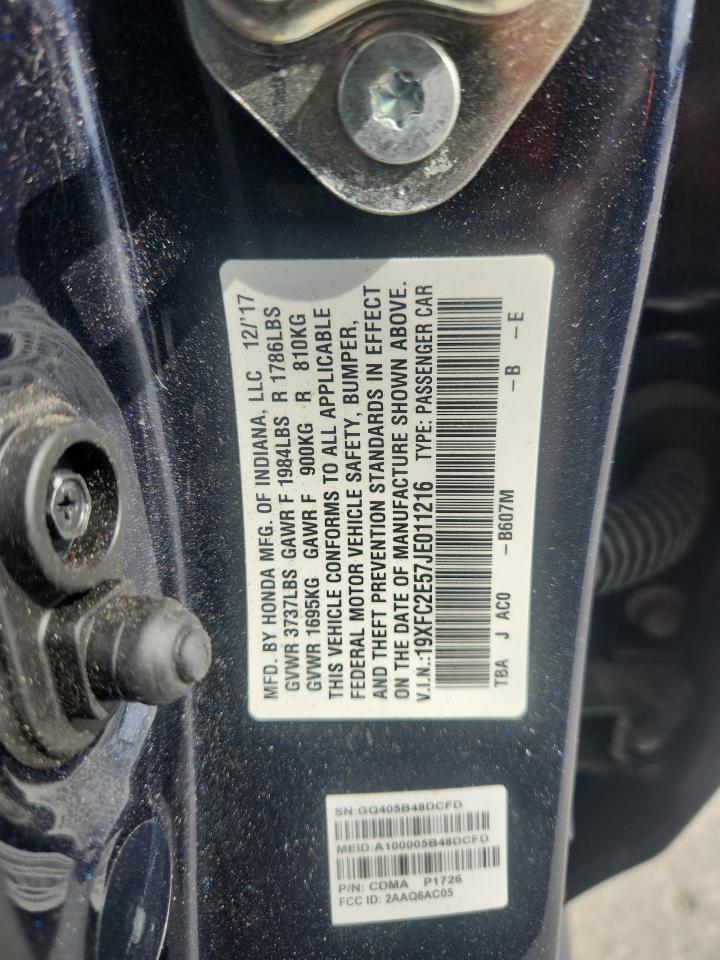 MFD. BY HONDA MFG. OF INDIANA, LLC 12/'17
GVWR 3737LBS GAWR F 1984LBS R 1786LBS
GVWR 1695KG GAWR F 900KG R 810KG
THIS VEHICLE CONFORMS TO ALL APPLICABLE
FEDERAL MOTOR VEHICLE SAFETY, BUMPER,
AND THEFT PREVENTION STANDARDS IN EFFECT
ON THE DATE OF MANUFACTURE SHOWN ABOVE.
V.I.N.:19XFC2E57JE011216 TYPE: PASSENGER CAR
TBA J AC0 -B607M -B -E
SN:GQ405B48DCFD
MEID:A100005B48DCFD
P/N: CDMA P1726
FCC ID: 2AAQ6AC05